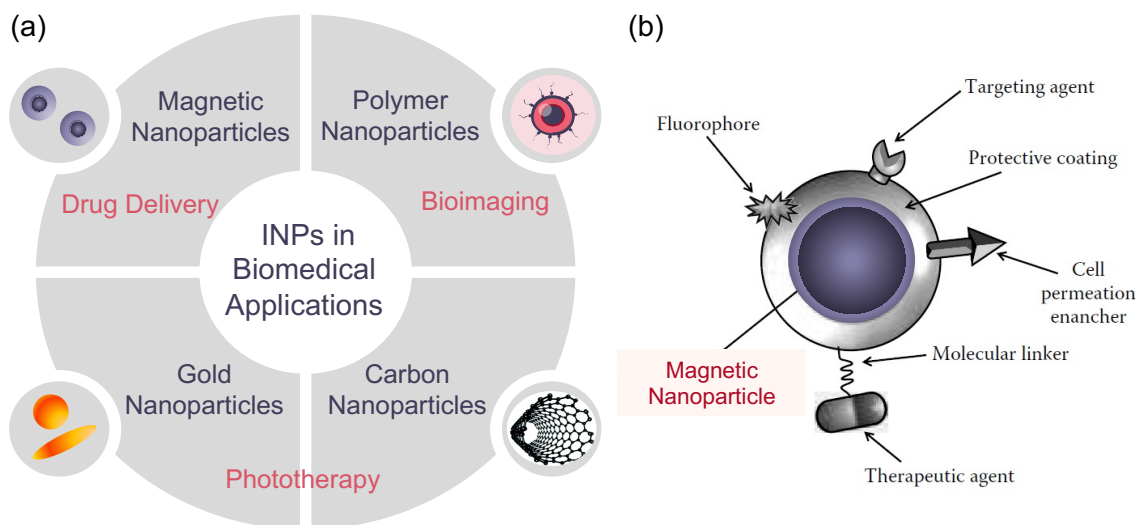 (a)
Magnetic
Nanoparticles
Polymer
Nanoparticles
Drug Delivery
Bioimaging
INPs in
Biomedical
Applications
Gold
Nanoparticles
Carbon
Nanoparticles
Phototherapy
(b)
Targeting agent
Fluorophore
Protective coating
Cell
permeation
enancher
Molecular linker
Magnetic
Nanoparticle
Therapeutic agent